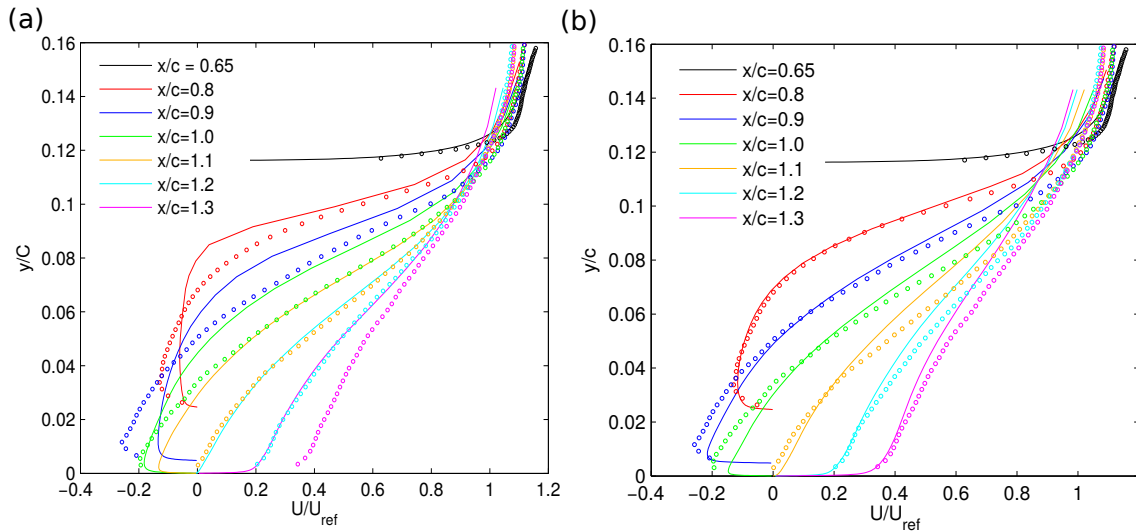 (a)
0.16
0.14
0.12
0.1
0.08
0.06
0.04
0.02
0
y/C
x/c = 0.65
x/c=0.8
x/c=0.9
x/c=1.0
x/c=1.1
x/c=1.2
x/c=1.3
−0.4 −0.2 0 0.2 0.4 0.6 0.8 1 1.2
U/Uref
(b)
0.16
0.14
0.12
0.1
0.08
0.06
0.04
0.02
0
y/c
x/c=0.65
x/c=0.8
x/c=0.9
x/c=1.0
x/c=1.1
x/c=1.2
x/c=1.3
−0.4 −0.2 0 0.2 0.4 0.6 0.8 1
U/Uref